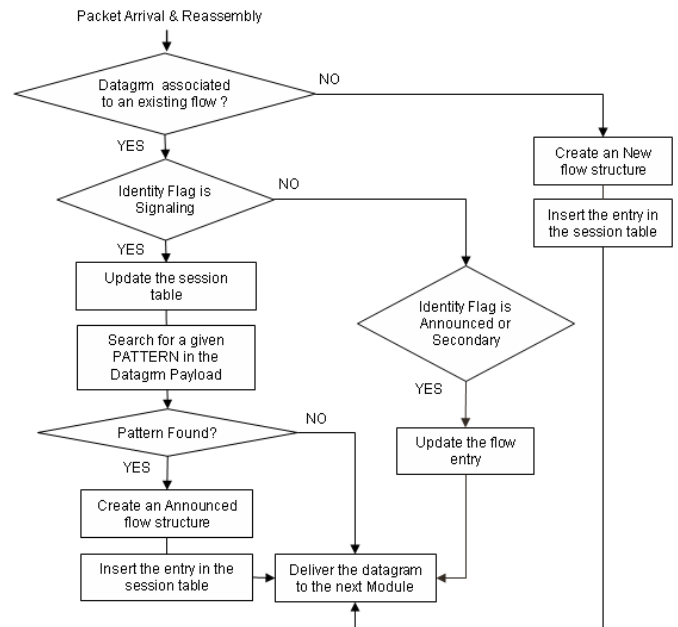 Packet Arrival & Reassembly
Datagrm associated
to an existing flow ?
NO
YES
Create an New
flow structure
Identity Flag is
Signaling
NO
Insert the entry in
the session table
YES
Update the session
table
Identity Flag is
Announced or
Secondary
Search for a given
PATTERN in the
Datagrm Payload
YES
Pattern Found?
NO
Update the flow
entry
YES
Create an Announced
flow structure
Insert the entry in the
session table
Deliver the datagram
to the next Module